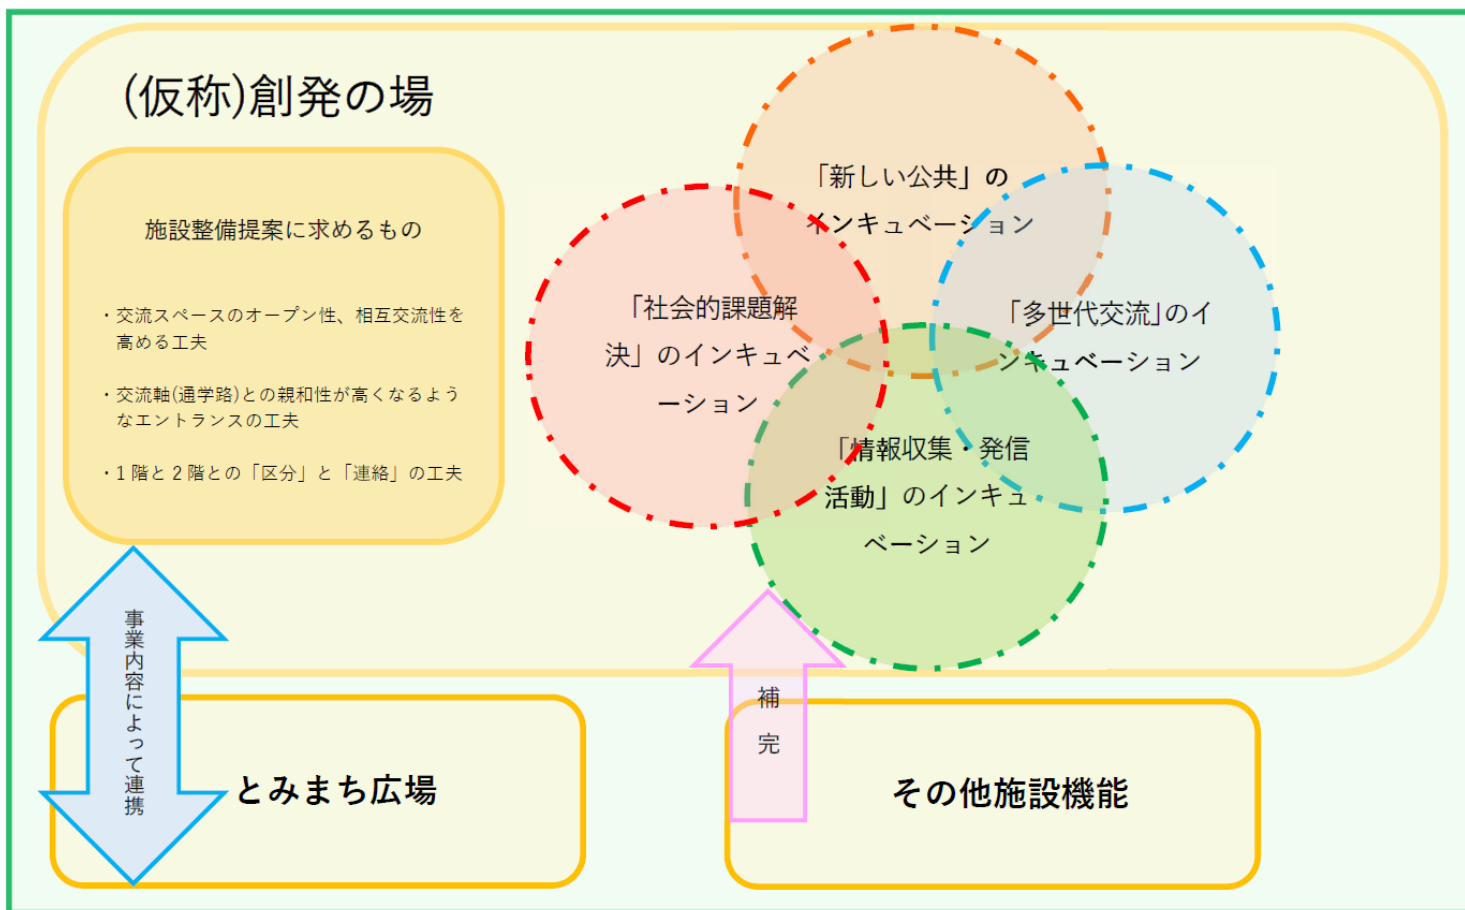 (仮称)創発の場
施設整備提案に求めるもの
・交流スペースのオープン性、相互交流性を
高める工夫
・交流軸(通学路)との親和性が高くなるよう
なエントランスの工夫
・1階と2階との「区分」と「連絡」の工夫
「新しい公共」の
インキュベーション
「社会的課題解
決」のインキュベ
ーション
「多世代交流」のイ
ンキュベーション
「情報収集・発信
活動」のインキュ
ベーション
事業内容によって連携
補完
とみまち広場
その他施設機能